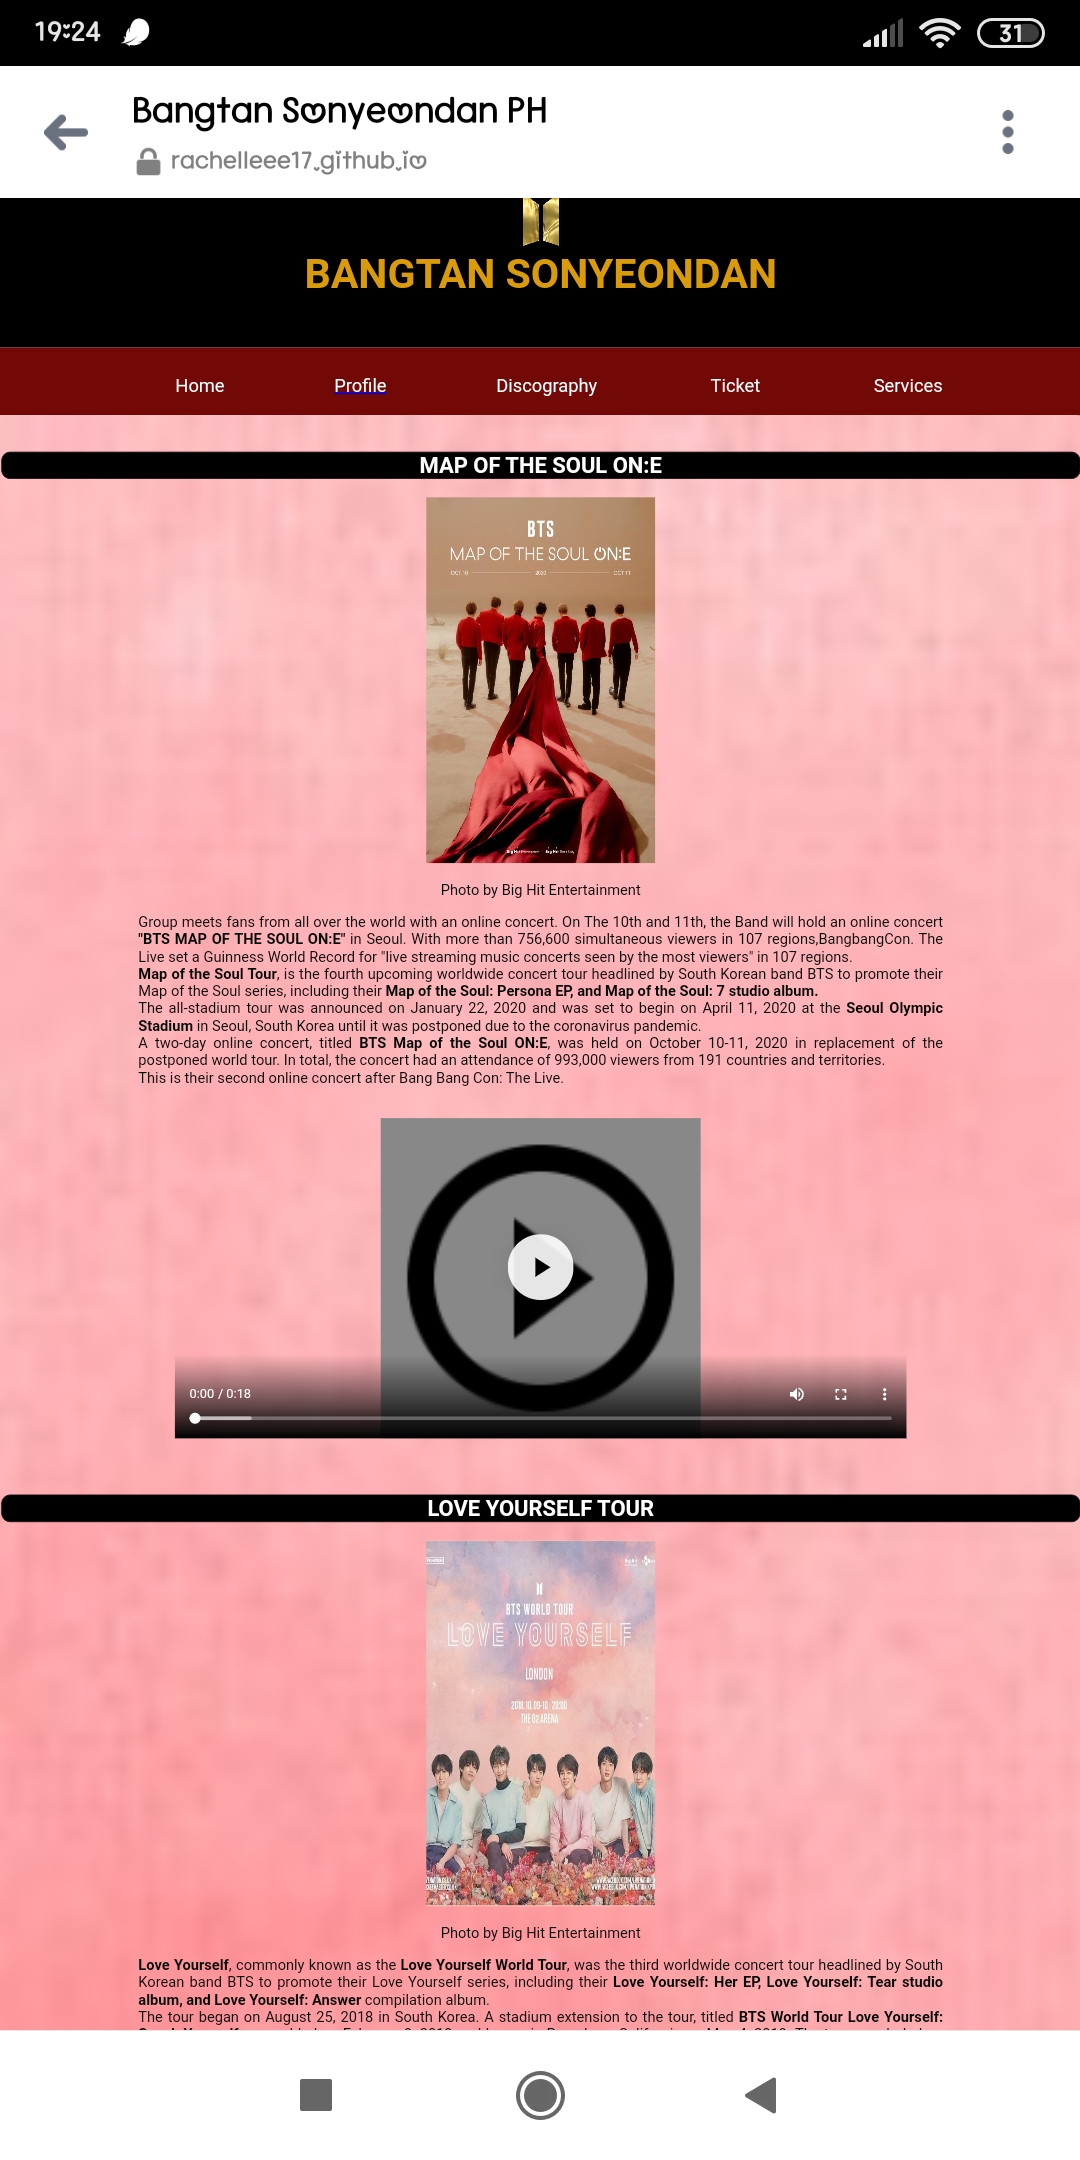 19:24
31
Bangtan Sonyeondan PH
rachelleee17.github.io
BANGTAN SONYEONDAN
Home Profile Discography Ticket Services
MAP OF THE SOUL ON:E
BTS
MAP OF THE SOUL ON:E
OCT 10 2020 OCT 11
Photo by Big Hit Entertainment
Group meets fans from all over the world with an online concert. On The 10th and 11th, the Band will hold an online concert
"BTS MAP OF THE SOUL ON:E" in Seoul. With more than 756,600 simultaneous viewers in 107 regions,BangbangCon. The
Live set a Guinness World Record for "live streaming music concerts seen by the most viewers" in 107 regions.
Map of the Soul Tour, is the fourth upcoming worldwide concert tour headlined by South Korean band BTS to promote their
Map of the Soul series, including their Map of the Soul: Persona EP, and Map of the Soul: 7 studio album.
The all-stadium tour was announced on January 22, 2020 and was set to begin on April 11, 2020 at the Seoul Olympic
Stadium in Seoul, South Korea until it was postponed due to the coronavirus pandemic.
A two-day online concert, titled BTS Map of the Soul ON:E, was held on October 10-11, 2020 in replacement of the
postponed world tour. In total, the concert had an attendance of 993,000 viewers from 191 countries and territories.
This is their second online concert after Bang Bang Con: The Live.
0:00 / 0:18
LOVE YOURSELF TOUR
BTS WORLD TOUR
LOVE YOURSELF
LONDON
2018.10.09-10 20:00
THE O2 ARENA
Photo by Big Hit Entertainment
Love Yourself, commonly known as the Love Yourself World Tour, was the third worldwide concert tour headlined by South
Korean band BTS to promote their Love Yourself series, including their Love Yourself: Her EP, Love Yourself: Tear studio
album, and Love Yourself: Answer compilation album.
The tour began on August 25, 2018 in South Korea. A stadium extension to the tour, titled BTS World Tour Love Yourself: